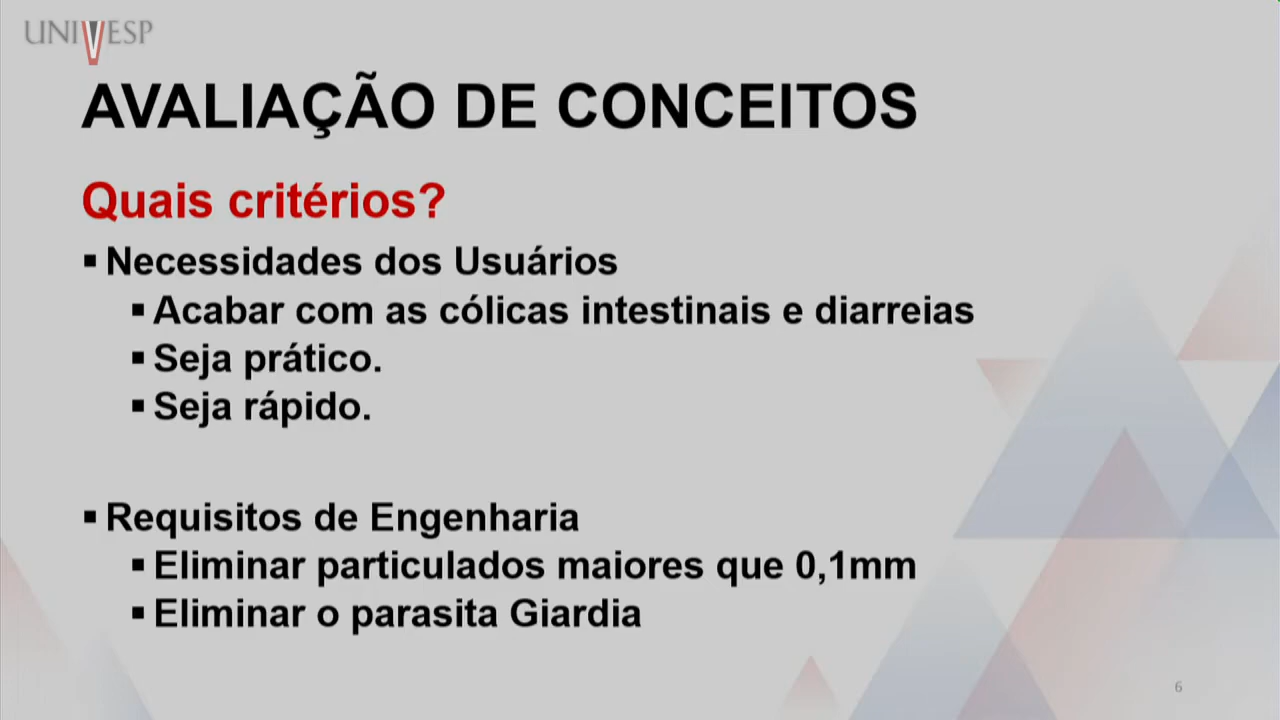 UNIVESP
AVALIAÇÃO DE CONCEITOS
Quais critérios?
▪ Necessidades dos Usuários
▪ Acabar com as cólicas intestinais e diarreias
▪ Seja prático.
▪ Seja rápido.
▪ Requisitos de Engenharia
▪ Eliminar particulados maiores que 0,1mm
▪ Eliminar o parasita Giardia
6